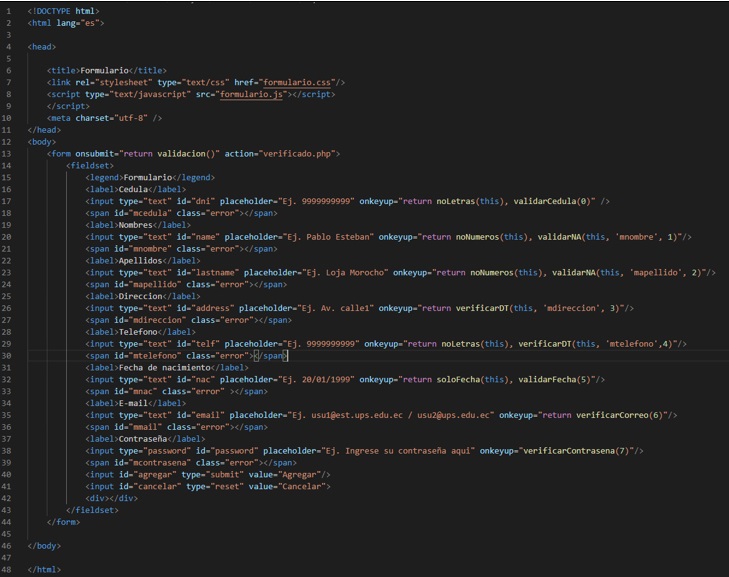 1 <!DOCTYPE html>
2 <html lang="es">
3
4 <head>
5
6 <title>Formulario</title>
7 <link rel="stylesheet" type="text/css" href="formulario.css"/>
8 <script type="text/javascript" src="formulario.js"></script>
9 </script>
10 <meta charset="utf-8" />
11 </head>
12 <body>
13 <form onsubmit="return validacion()" action="verificado.php">
14 <fieldset>
15 <legend>Formulario</legend>
16 <label>Cedula</label>
17 <input type="text" id="dni" placeholder="Ej. 9999999999" onkeyup="return noLetras(this), validarCedula(0)" />
18 <span id="mcedula" class="error"></span>
19 <label>Nombres</label>
20 <input type="text" id="name" placeholder="Ej. Pablo Esteban" onkeyup="return noNumeros(this), validarNA(this, 'mnombre', 1)"/>
21 <span id="mnombre" class="error"></span>
22 <label>Apellidos</label>
23 <input type="text" id="lastname" placeholder="Ej. Loja Morocho" onkeyup="return noNumeros(this), validarNA(this, 'mapellido', 2)"/>
24 <span id="mapellido" class="error"></span>
25 <label>Direccion</label>
26 <input type="text" id="address" placeholder="Ej. Av. calle1" onkeyup="return verificarDT(this, 'mdireccion', 3)"/>
27 <span id="mdireccion" class="error"></span>
28 <label>Telefono</label>
29 <input type="text" id="telf" placeholder="Ej. 9999999999" onkeyup="return noLetras(this), verificarDT(this, 'mtelefono',4)"/>
30 <span id="mtelefono" class="error"></span>
31 <label>Fecha de nacimiento</label>
32 <input type="text" id="nac" placeholder="Ej. 20/01/1999" onkeyup="return soloFecha(this), validarFecha(5)"/>
33 <span id="mnac" class="error" ></span>
34 <label>E-mail</label>
35 <input type="text" id="email" placeholder="Ej. usu1@est.ups.edu.ec / usu2@ups.edu.ec" onkeyup="return verificarCorreo(6)"/>
36 <span id="mmail" class="error"></span>
37 <label>Contraseña</label>
38 <input type="password" id="password" placeholder="Ej. Ingrese su contraseña aqui" onkeyup="verificarContrasena(7)"/>
39 <span id="mcontrasena" class="error"></span>
40 <input id="agregar" type="submit" value="Agregar"/>
41 <input id="cancelar" type="reset" value="Cancelar">
42 <div></div>
43 </fieldset>
44 </form>
45
46 </body>
47
48 </html>